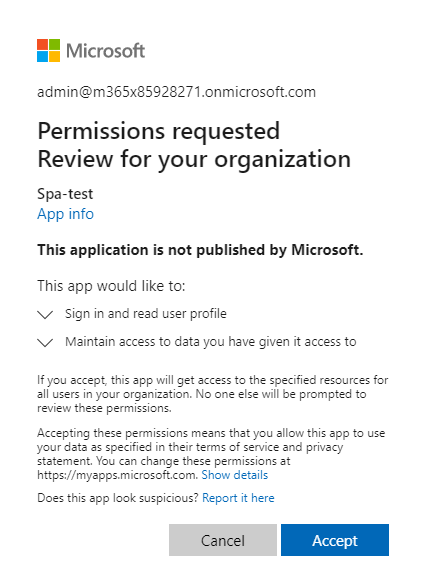 Microsoft
admin@m365x85928271.onmicrosoft.com
Permissions requested
Review for your organization
Spa-test
App info
This application is not published by Microsoft.
This app would like to:
Sign in and read user profile
Maintain access to data you have given it access to
If you accept, this app will get access to the specified resources for
all users in your organization. No one else will be prompted to
review these permissions.
Accepting these permissions means that you allow this app to use
your data as specified in their terms of service and privacy
statement. You can change these permissions at
https://myapps.microsoft.com. Show details
Does this app look suspicious? Report it here
Cancel Accept